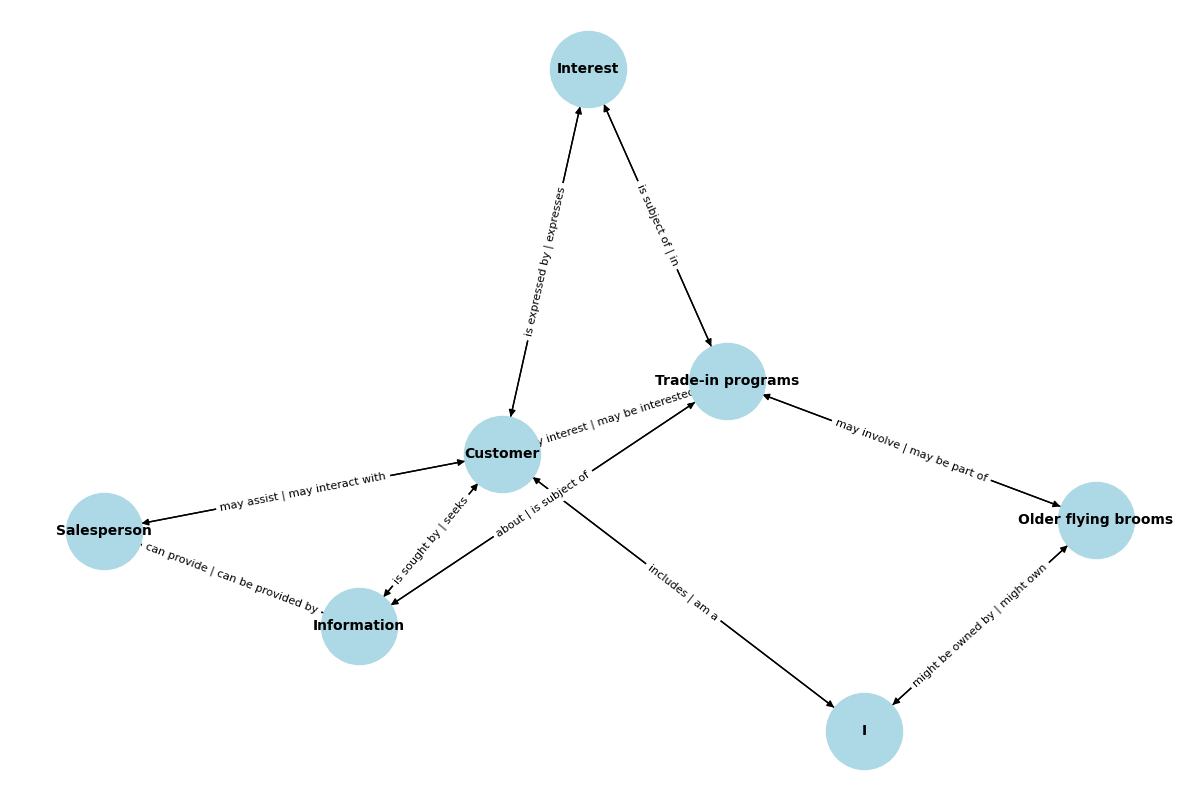 Interest
is expressed by | expresses
is subject of | in
Trade-in programs
interest | may be interested
Customer
may involve | may be part of
may assist | may interact with
about | is subject of
is sought by | seeks
Salesperson
Older flying brooms
can provide | can be provided by
includes | am a
might be owned by | might own
Information
I